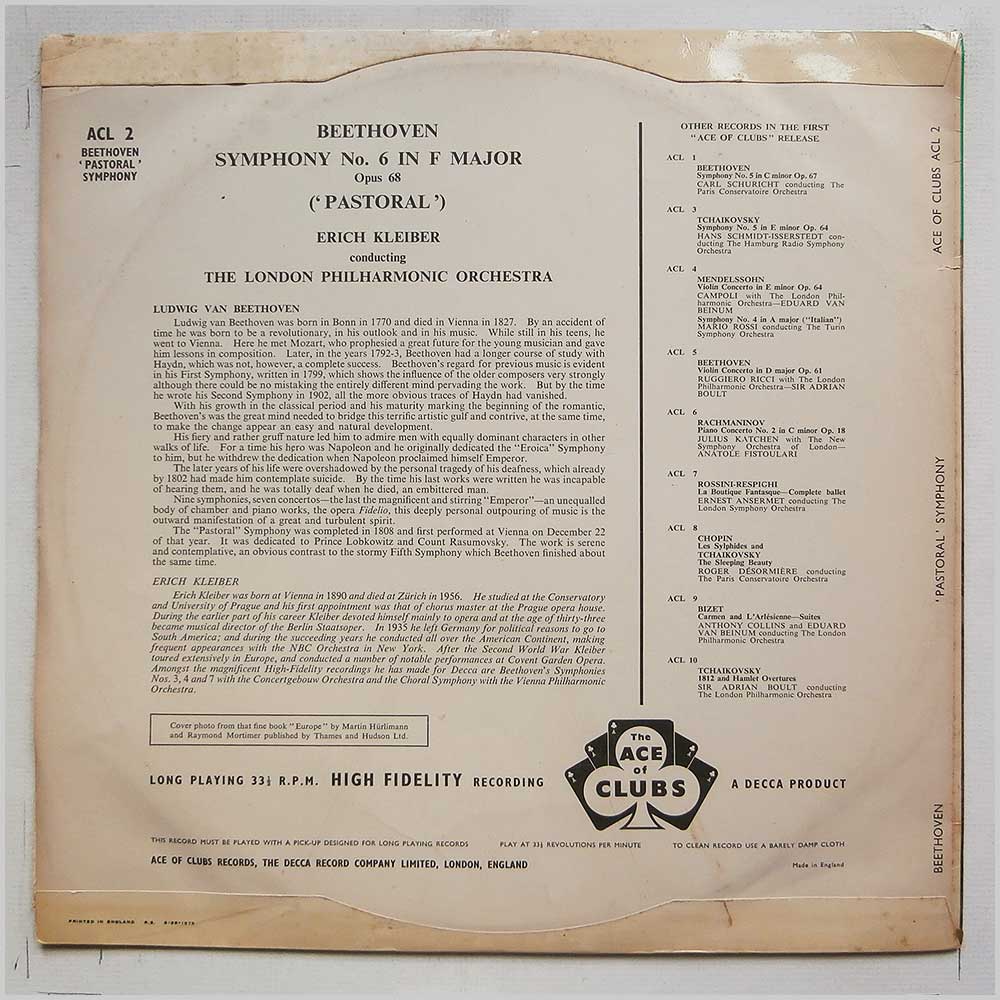 ACL 2
BEETHOVEN
'PASTORAL'
SYMPHONY
BEETHOVEN
SYMPHONY No. 6 IN F MAJOR
Opus 68
('PASTORAL')
ERICH KLEIBER
conducting
THE LONDON PHILHARMONIC ORCHESTRA
LUDWIG VAN BEETHOVEN
Ludwig van Beethoven was born in Bonn in 1770 and died in Vienna in 1827. By an accident of
time he was born to be a revolutionary, in his outlook and in his music. While still in his teens, he
went to Vienna. Here he met Mozart, who prophesied a great future for the young musician and gave
him lessons in composition. Later, in the years 1792-3, Beethoven had a longer course of study with
Haydn, which was not, however, a complete success. Beethoven's regard for previous music is evident
in his First Symphony, written in 1799, which shows the influence of the older composers very strongly
although there could be no mistaking the entirely different mind pervading the work. But by the time
he wrote his Second Symphony in 1902, all the more obvious traces of Haydn had vanished.
With his growth in the classical period and his maturity marking the beginning of the romantic,
Beethoven's was the great mind needed to bridge this terrific artistic gulf and contrive, at the same time,
to make the change appear an easy and natural development.
His fiery and rather gruff nature led him to admire men with equally dominant characters in other
walks of life. For a time his hero was Napoleon and he originally dedicated the "Eroica" Symphony
to him, but he withdrew the dedication when Napoleon proclaimed himself Emperor.
The later years of his life were overshadowed by the personal tragedy of his deafness, which already
by 1802 had made him contemplate suicide. By the time his last works were written he was incapable
of hearing them, and he was totally deaf when he died, an embittered man.
Nine symphonies, seven concertos—the last the magnificent and stirring "Emperor"—an unequalled
body of chamber and piano works, the opera Fidelio, this deeply personal outpouring of music is the
outward manifestation of a great and turbulent spirit.
The "Pastoral" Symphony was completed in 1808 and first performed at Vienna on December 22
of that year. It was dedicated to Prince Lobkowitz and Count Rasumovsky. The work is serene
and contemplative, an obvious contrast to the stormy Fifth Symphony which Beethoven finished about
the same time.
ERICH KLEIBER
Erich Kleiber was born at Vienna in 1890 and died at Zürich in 1956. He studied at the Conservatory
and University of Prague and his first appointment was that of chorus master at the Prague opera house.
During the earlier part of his career Kleiber devoted himself mainly to opera and at the age of thirty-three
became musical director of the Berlin Staatsoper. In 1935 he left Germany for political reasons to go to
South America; and during the succeeding years he conducted all over the American Continent, making
frequent appearances with the NBC Orchestra in New York. After the Second World War Kleiber
toured extensively in Europe, and conducted a number of notable performances at Covent Garden Opera.
Amongst the magnificent High-Fidelity recordings he has made for Decca are Beethoven's Symphonies
Nos. 3, 4 and 7 with the Concertgebouw Orchestra and the Choral Symphony with the Vienna Philharmonic
Orchestra.
Cover photo from that fine book "Europe" by Martin Hürlimann
and Raymond Mortimer published by Thames and Hudson Ltd.
OTHER RECORDS IN THE FIRST
"ACE OF CLUBS" RELEASE
ACL 1
BEETHOVEN
Symphony No. 5 in C minor Op. 67
CARL SCHURICHT conducting The
Paris Conservatoire Orchestra
ACL 3
TCHAIKOVSKY
Symphony No. 5 in E minor Op. 64
HANS SCHMIDT-ISSERSTEDT con-
ducting The Hamburg Radio Symphony
Orchestra
ACL 4
MENDELSSOHN
Violin Concerto in E minor Op. 64
CAMPOLI with The London Phil-
harmonic Orchestra—EDUARD VAN
BEINUM
Symphony No. 4 in A major ("Italian")
MARIO ROSSI conducting The Turin
Symphony Orchestra
ACL 5
BEETHOVEN
Violin Concerto in D major Op. 61
RUGGIERO RICCI with The London
Philharmonic Orchestra—SIR ADRIAN
BOULT
ACL 6
RACHMANINOV
Piano Concerto No. 2 in C minor Op. 18
JULIUS KATCHEN with The New
Symphony Orchestra of London—
ANATOLE FISTOULARI
ACL 7
ROSSINI-RESPIGHI
La Boutique Fantasque—Complete ballet
ERNEST ANSERMET conducting The
London Symphony Orchestra
ACL 8
CHOPIN
Les Sylphides and
TCHAIKOVSKY
The Sleeping Beauty
ROGER DÉSORMIÈRE conducting
The Paris Conservatoire Orchestra
ACL 9
BIZET
Carmen and L'Arlésienne—Suites
ANTHONY COLLINS and EDUARD
VAN BEINUM conducting The London
Philharmonic Orchestra
ACL 10
TCHAIKOVSKY
1812 and Hamlet Overtures
SIR ADRIAN BOULT conducting
The London Philharmonic Orchestra
LONG PLAYING 33⅓ R.P.M. HIGH FIDELITY RECORDING
The
ACE
of
CLUBS
A DECCA PRODUCT
THIS RECORD MUST BE PLAYED WITH A PICK-UP DESIGNED FOR LONG PLAYING RECORDS PLAY AT 33⅓ REVOLUTIONS PER MINUTE TO CLEAN RECORD USE A BARELY DAMP CLOTH
ACE OF CLUBS RECORDS, THE DECCA RECORD COMPANY LIMITED, LONDON, ENGLAND
Made in England
PRINTED IN ENGLAND
BEETHOVEN 'PASTORAL' SYMPHONY ACE OF CLUBS ACL 2